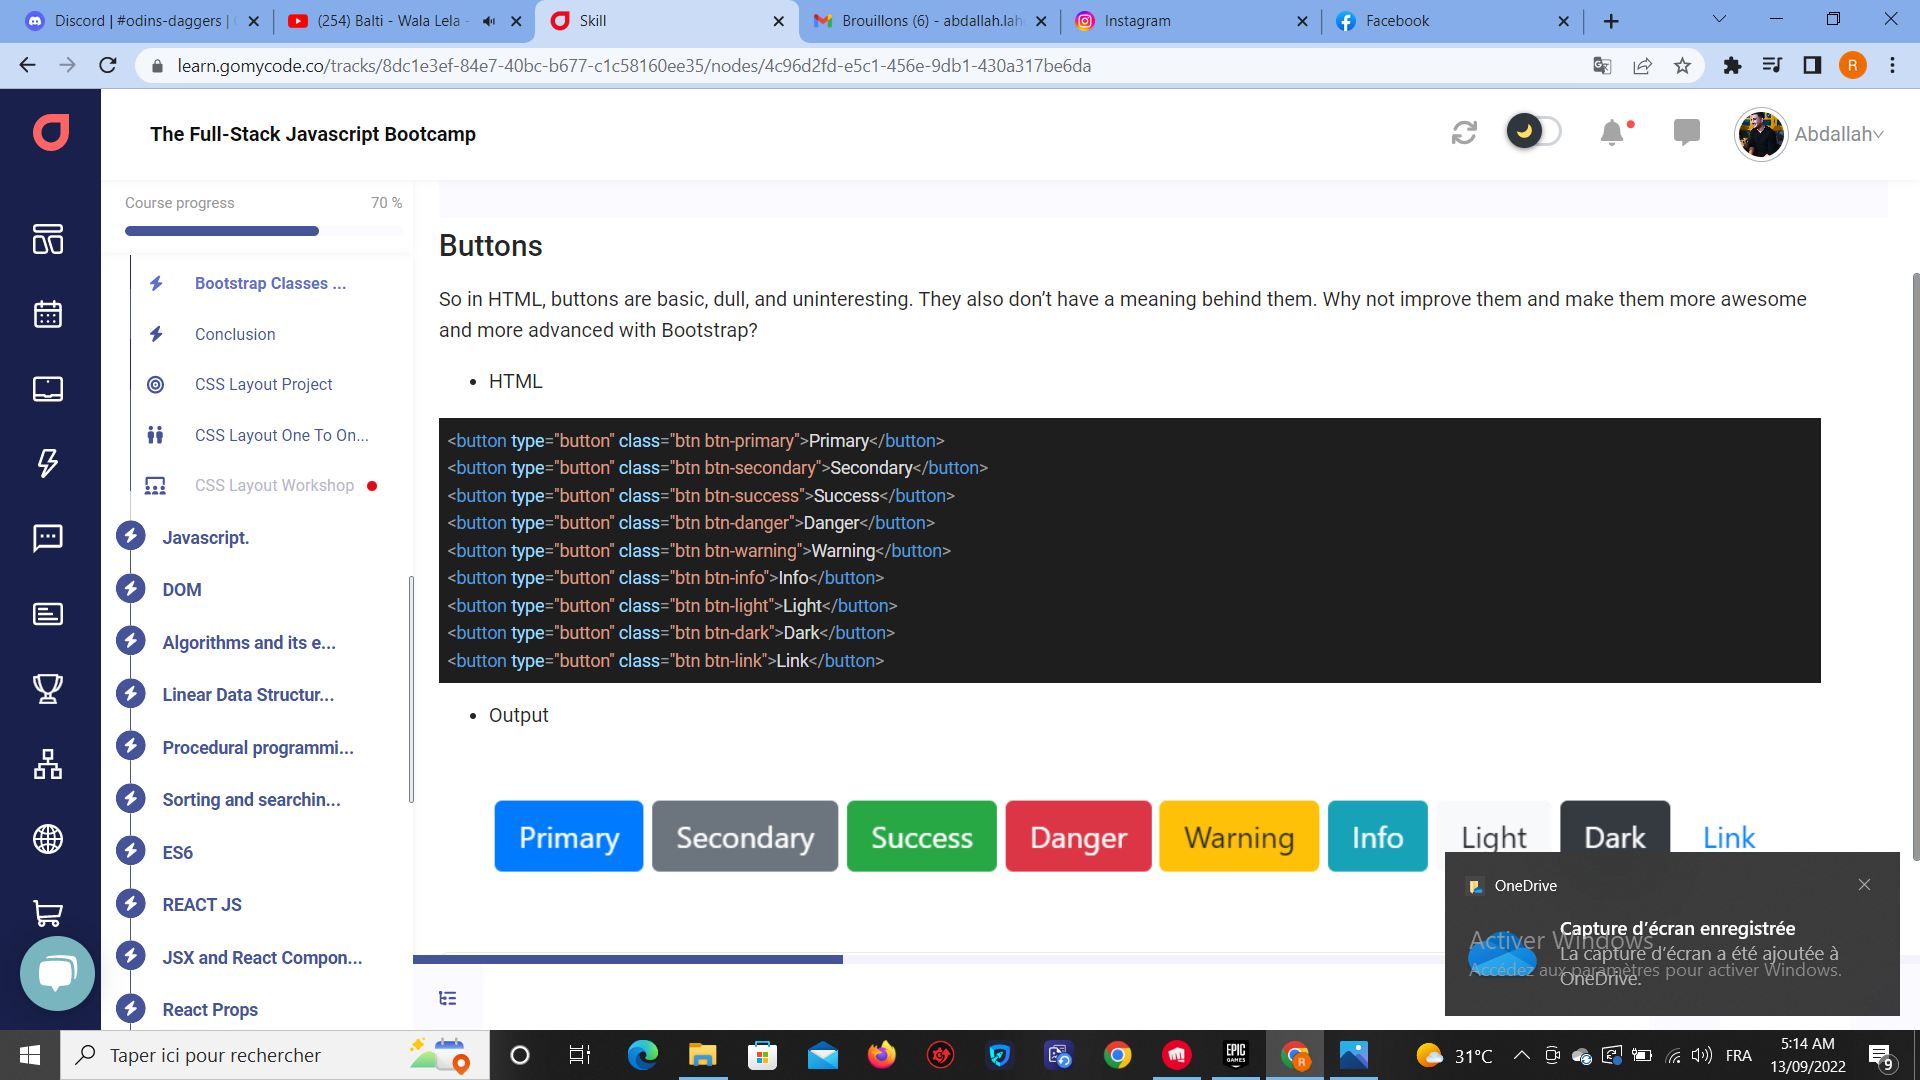 Discord | #odins-daggers |
(254) Balti - Wala Lela -
Skill
Brouillons (6) - abdallah.lah
Instagram
Facebook
learn.gomycode.co/tracks/8dc1e3ef-84e7-40bc-b677-c1c58160ee35/nodes/4c96d2fd-e5c1-456e-9db1-430a317be6da
R
The Full-Stack Javascript Bootcamp
Abdallah
Course progress
70 %
Bootstrap Classes ...
Conclusion
CSS Layout Project
CSS Layout One To On...
CSS Layout Workshop
Javascript.
DOM
Algorithms and its e...
Linear Data Structur...
Procedural programmi...
Sorting and searchin...
ES6
REACT JS
JSX and React Compon...
React Props
Buttons
So in HTML, buttons are basic, dull, and uninteresting. They also don’t have a meaning behind them. Why not improve them and make them more awesome
and more advanced with Bootstrap?
• HTML
<button type="button" class="btn btn-primary">Primary</button>
<button type="button" class="btn btn-secondary">Secondary</button>
<button type="button" class="btn btn-success">Success</button>
<button type="button" class="btn btn-danger">Danger</button>
<button type="button" class="btn btn-warning">Warning</button>
<button type="button" class="btn btn-info">Info</button>
<button type="button" class="btn btn-light">Light</button>
<button type="button" class="btn btn-dark">Dark</button>
<button type="button" class="btn btn-link">Link</button>
• Output
Primary Secondary Success Danger Warning Info Light Dark Link
OneDrive
Capture d’écran enregistrée
La capture d’écran a été ajoutée à
OneDrive.
Activer Windows
Accédez aux paramètres pour activer Windows.
Taper ici pour rechercher
EPIC
GAMES
R
31°C
FRA
5:14 AM
13/09/2022
9